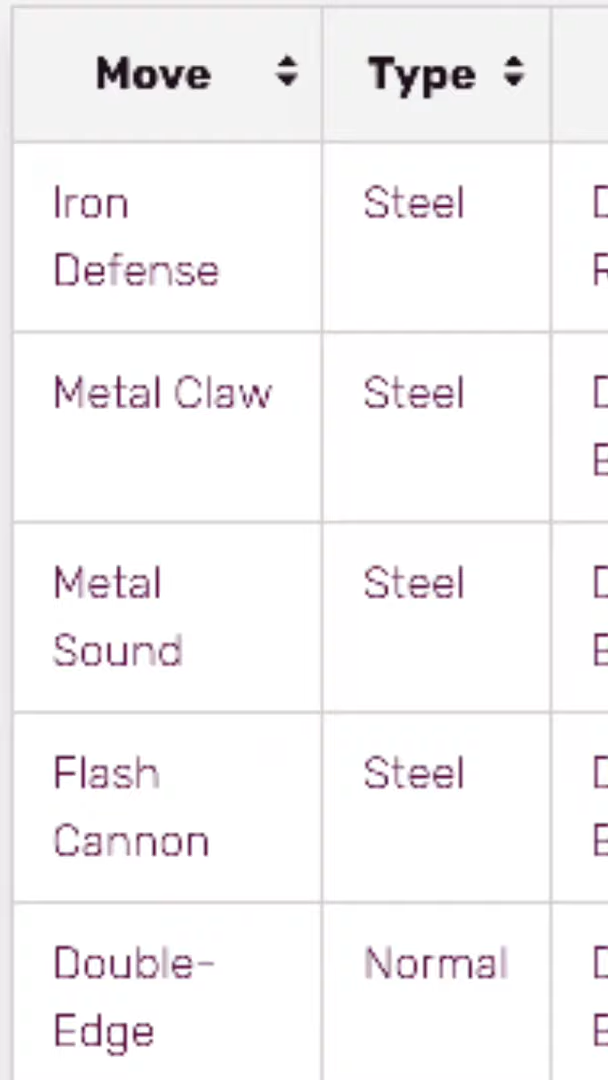 Move Type
Iron Steel
Defense
Metal Claw Steel
Metal Steel
Sound
Flash Steel
Cannon
Double- Normal
Edge